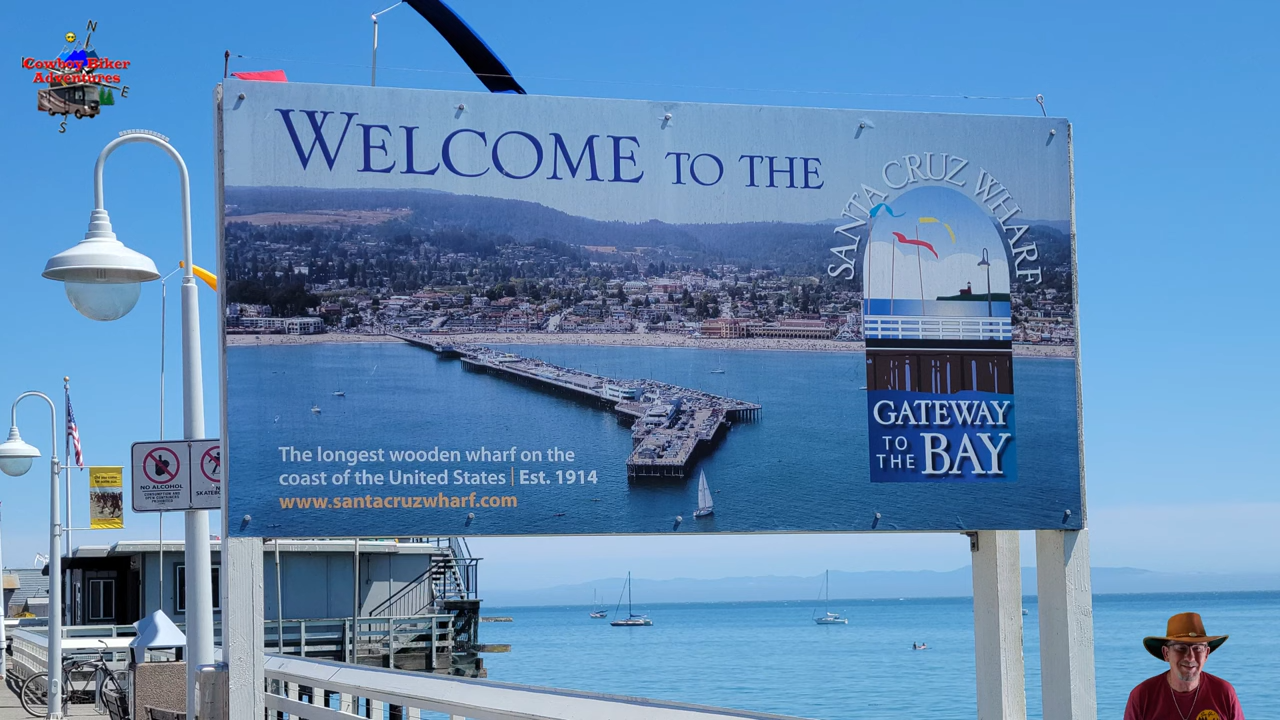 N
Cowboy Biker
Adventures
E
S
WELCOME TO THE
SANTA CRUZ WHARF
GATEWAY
TO THE BAY
The longest wooden wharf on the
coast of the United States | Est. 1914
www.santacruzwharf.com
NO ALCOHOL